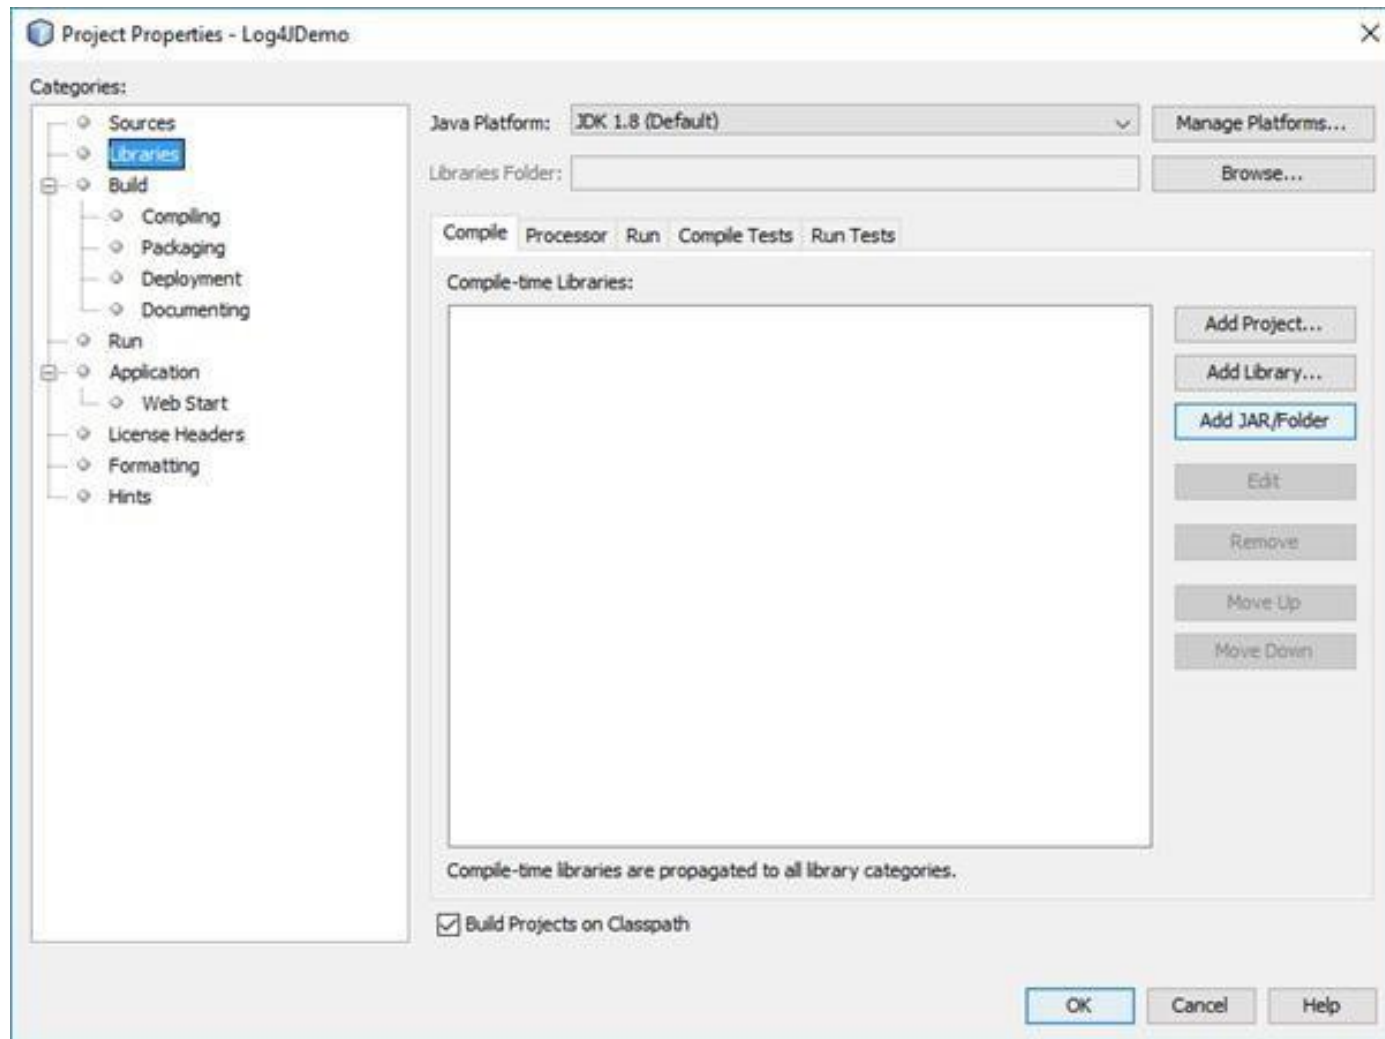 Project Properties - Log4JDemo
Categories:
Sources
Libraries
Build
Compiling
Packaging
Deployment
Documenting
Run
Application
Web Start
License Headers
Formatting
Hints
Java Platform: JDK 1.8 (Default) Manage Platforms...
Libraries Folder: Browse...
Compile Processor Run Compile Tests Run Tests
Compile-time Libraries:
Add Project...
Add Library...
Add JAR/Folder
Edit
Remove
Move Up
Move Down
Compile-time libraries are propagated to all library categories.
Build Projects on Classpath
OK Cancel Help